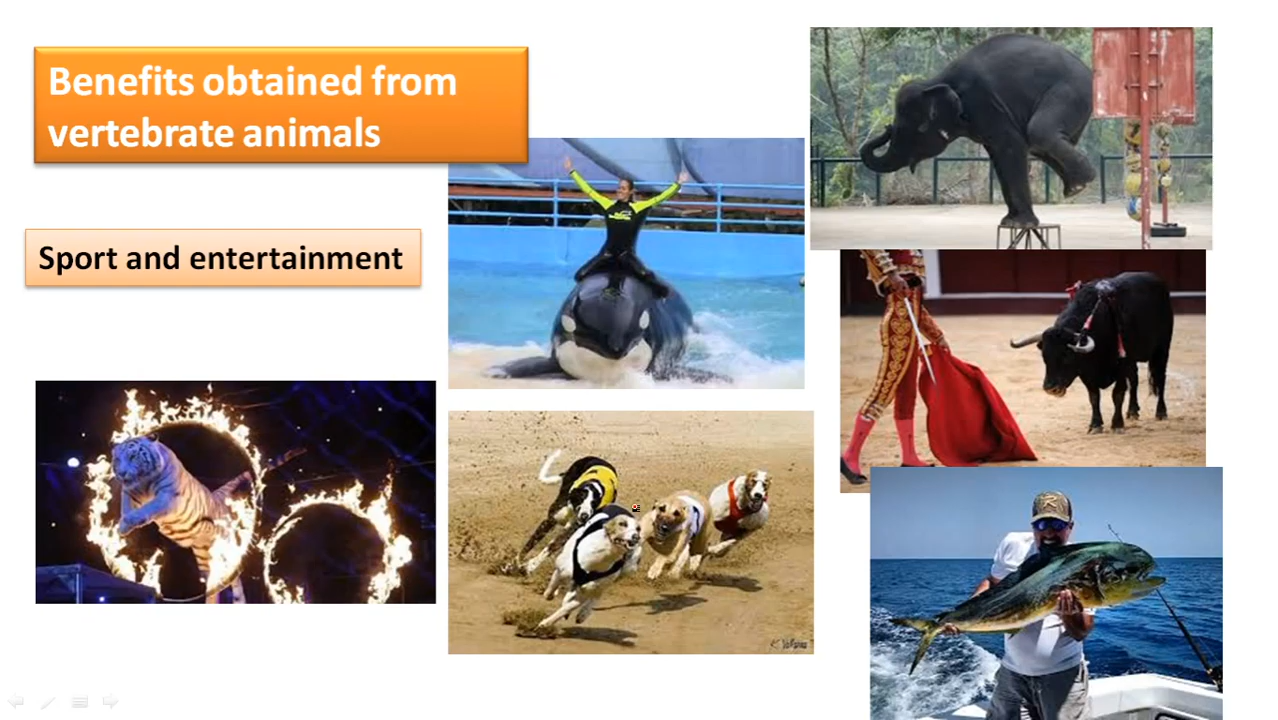 Benefits obtained from
vertebrate animals
Sport and entertainment